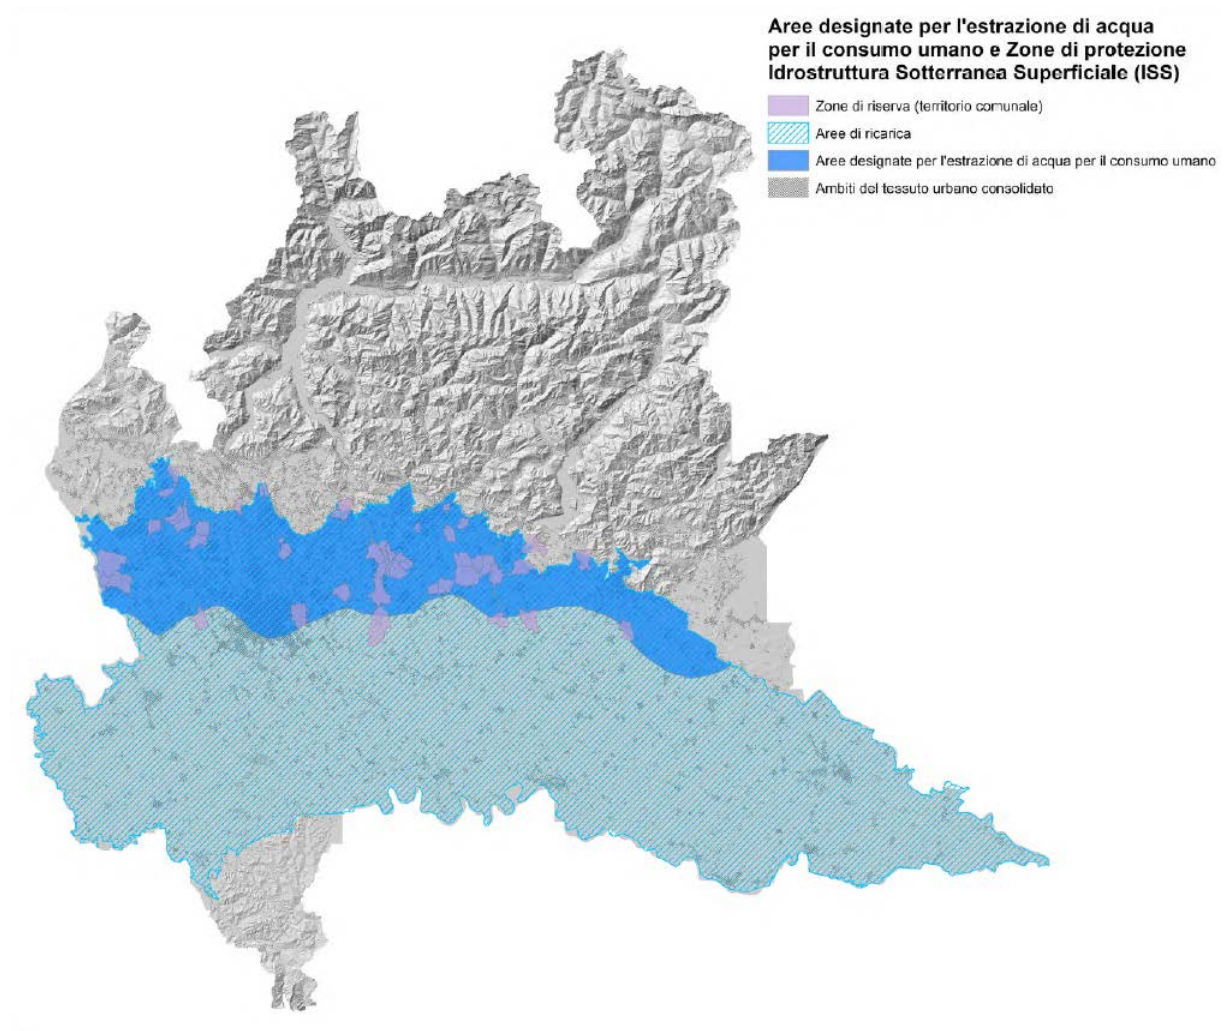 Aree designate per l'estrazione di acqua
per il consumo umano e Zone di protezione
Idrostruttura Sotterranea Superficiale (ISS)
Zone di riserva (territorio comunale)
Aree di ricarica
Aree designate per l'estrazione di acqua per il consumo umano
Ambiti del tessuto urbano consolidato